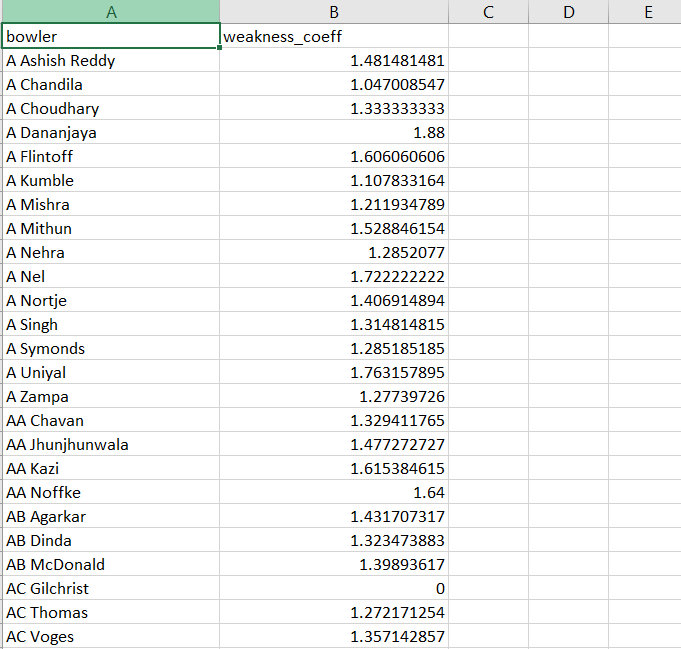 A B C D E
bowler weakness_coeff
A Ashish Reddy 1.481481481
A Chandila 1.047008547
A Choudhary 1.333333333
A Dananjaya 1.88
A Flintoff 1.606060606
A Kumble 1.107833164
A Mishra 1.211934789
A Mithun 1.528846154
A Nehra 1.2852077
A Nel 1.722222222
A Nortje 1.406914894
A Singh 1.314814815
A Symonds 1.285185185
A Uniyal 1.763157895
A Zampa 1.27739726
AA Chavan 1.329411765
AA Jhunjhunwala 1.477272727
AA Kazi 1.615384615
AA Noffke 1.64
AB Agarkar 1.431707317
AB Dinda 1.323473883
AB McDonald 1.39893617
AC Gilchrist 0
AC Thomas 1.272171254
AC Voges 1.357142857